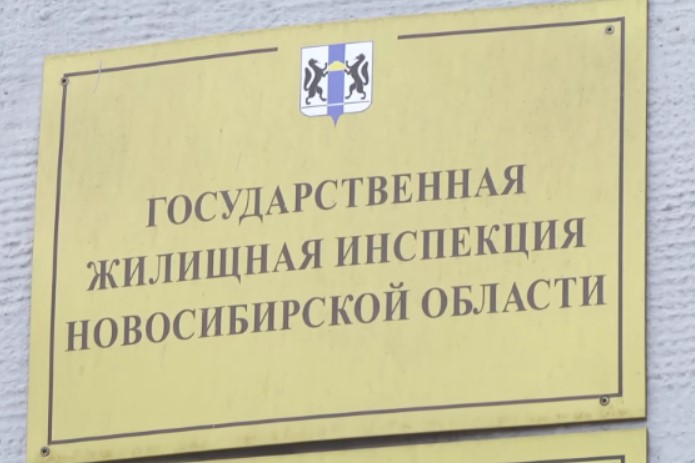 ГОСУДАРСТВЕННАЯ
ЖИЛИЩНАЯ ИНСПЕКЦИЯ
НОВОСИБИРСКОЙ ОБЛАСТИ